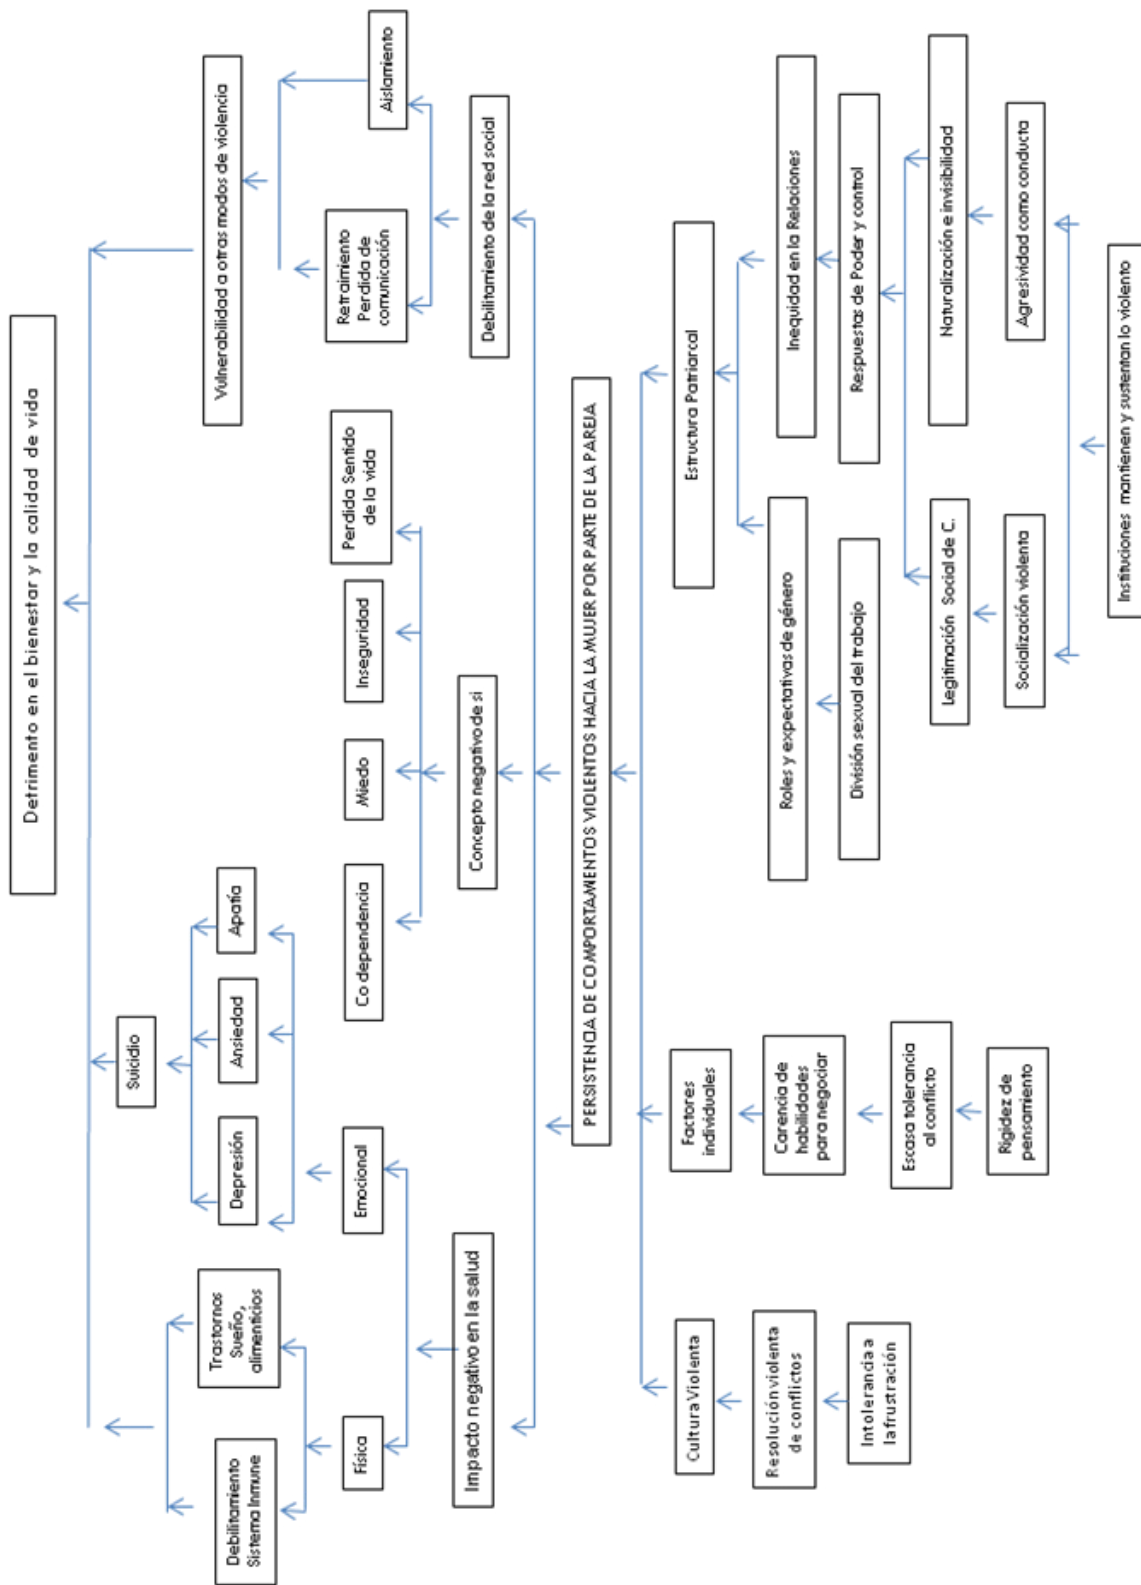 Detrimento en el bienestar y la calidad de vida
Suicidio
Vulnerabilidad a otras modos de violencia
Debilitamiento
Sistema Inmune
Trastornos
Sueño,
alimenticios
Depresión
Ansiedad
Apatía
Física
Emocional
Co dependencia
Miedo
Inseguridad
Perdida Sentido
de la vida
Retraimiento
Perdida de
comunicación
Aislamiento
Impacto negativo en la salud
Concepto negativo de si
Debilitamiento de la red social
PERSISTENCIA DE COMPORTAMIENTOS VIOLENTOS HACIA LA MUJER POR PARTE DE LA PAREJA
Cultura Violenta
Factores
individuales
Estructura Patriarcal
Resolución violenta
de conflictos
Carencia de
habilidades
para negociar
Roles y expectativas de género
Inequidad en la Relaciones
Intolerancia a
la frustración
Escasa tolerancia
al conflicto
División sexual del trabajo
Respuestas de Poder y control
Rigidez de
pensamiento
Legitimación Social de C.
Naturalización e invisibilidad
Socialización violenta
Agresividad como conducta
Instituciones mantienen y sustentan lo violento